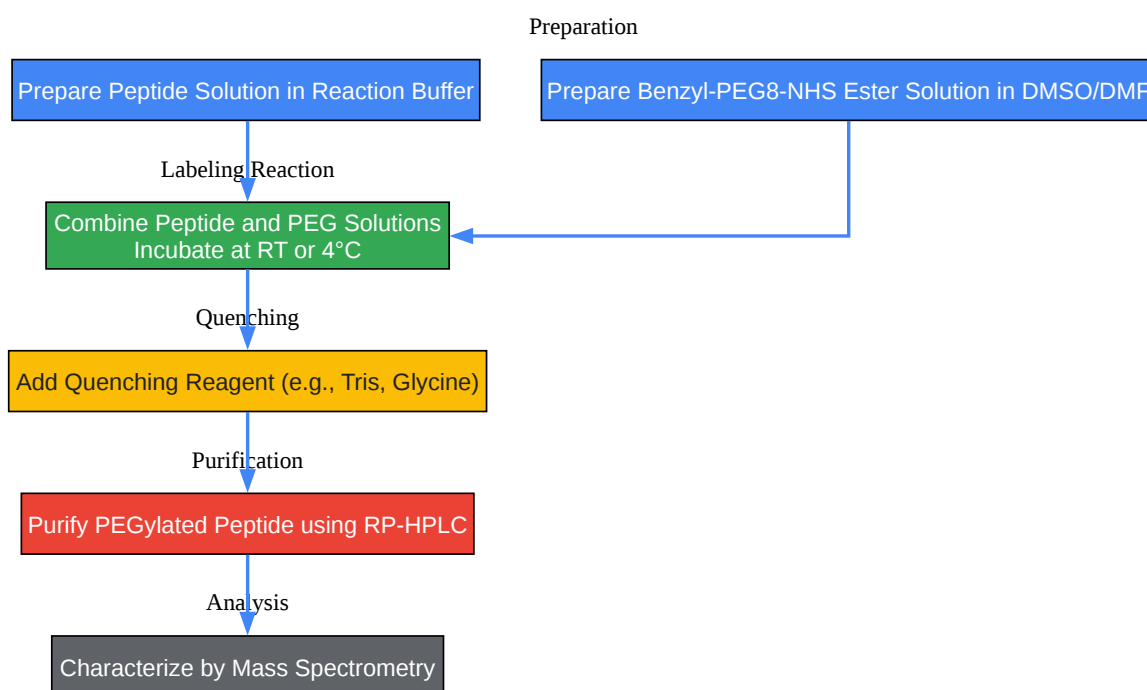 Preparation
Prepare Peptide Solution in Reaction Buffer
Prepare Benzyl-PEG8-NHS Ester Solution in DMSO/DMF
Labeling Reaction
Combine Peptide and PEG Solutions
Incubate at RT or 4°C
Quenching
Add Quenching Reagent (e.g., Tris, Glycine)
Purification
Purify PEGylated Peptide using RP-HPLC
Analysis
Characterize by Mass Spectrometry